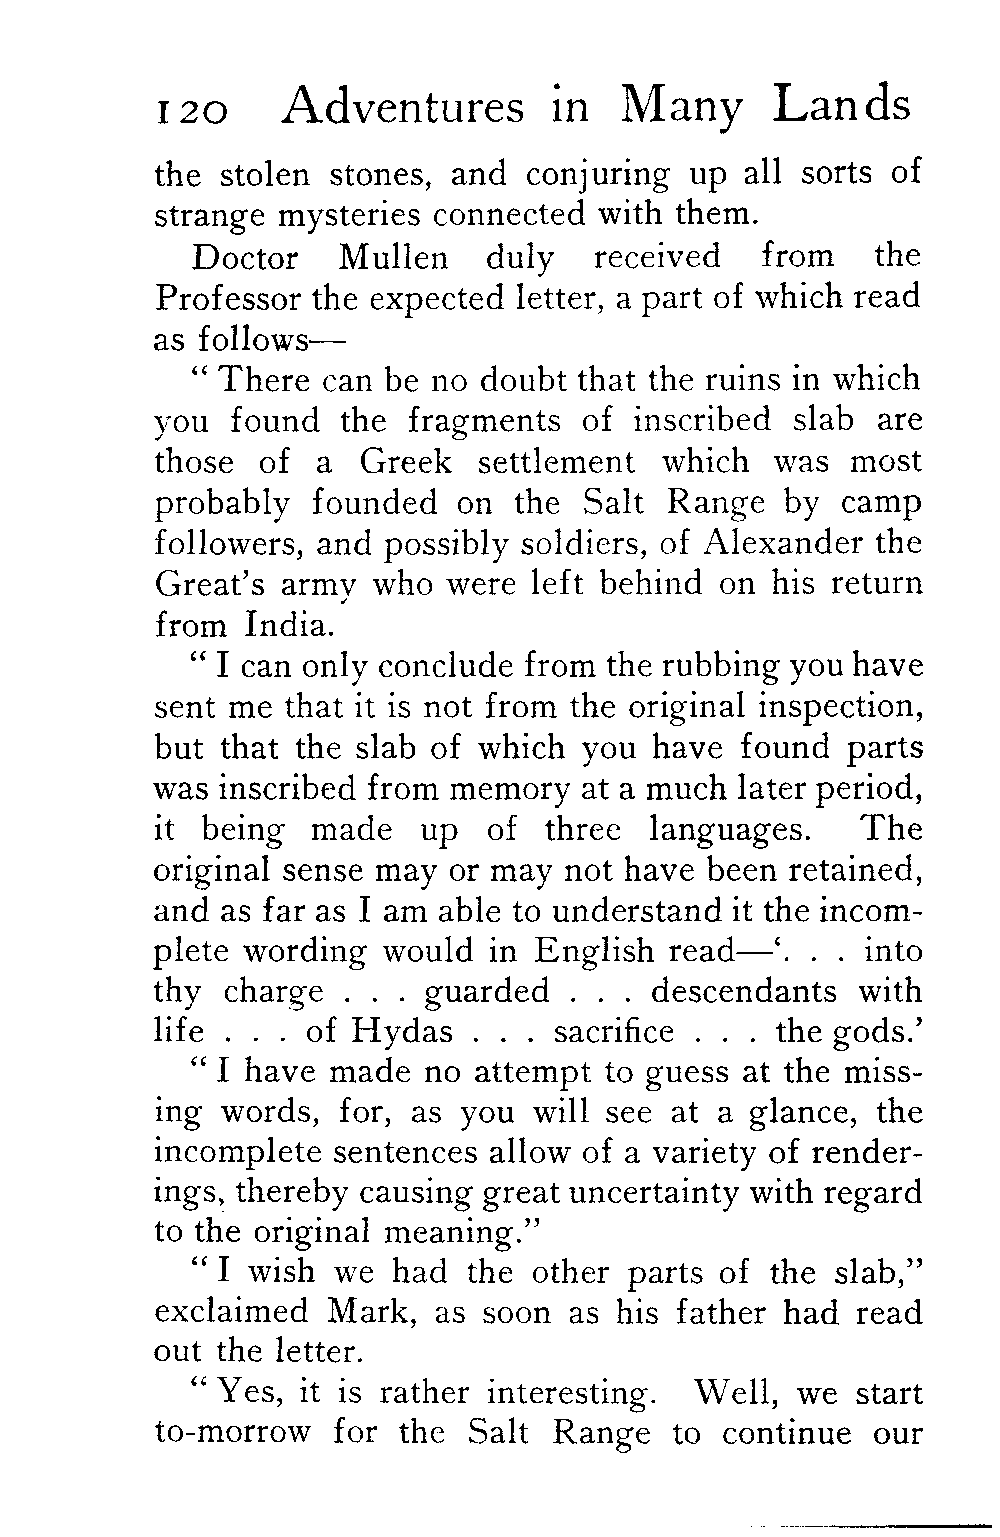 120 Adventures in Many Lands
the stolen stones, and conjuring up all sorts of
strange mysteries connected with them.
Doctor Mullen duly received from the
Professor the expected letter, a part of which read
as follows—
“ There can be no doubt that the ruins in which
you found the fragments of inscribed slab are
those of a Greek settlement which was most
probably founded on the Salt Range by camp
followers, and possibly soldiers, of Alexander the
Great’s army who were left behind on his return
from India.
“ I can only conclude from the rubbing you have
sent me that it is not from the original inspection,
but that the slab of which you have found parts
was inscribed from memory at a much later period,
it being made up of three languages. The
original sense may or may not have been retained,
and as far as I am able to understand it the incom-
plete wording would in English read—‘. . . into
thy charge . . . guarded . . . descendants with
life . . . of Hydas . . . sacrifice . . . the gods.’
“ I have made no attempt to guess at the miss-
ing words, for, as you will see at a glance, the
incomplete sentences allow of a variety of render-
ings, thereby causing great uncertainty with regard
to the original meaning.”
“ I wish we had the other parts of the slab,”
exclaimed Mark, as soon as his father had read
out the letter.
“ Yes, it is rather interesting. Well, we start
to-morrow for the Salt Range to continue our